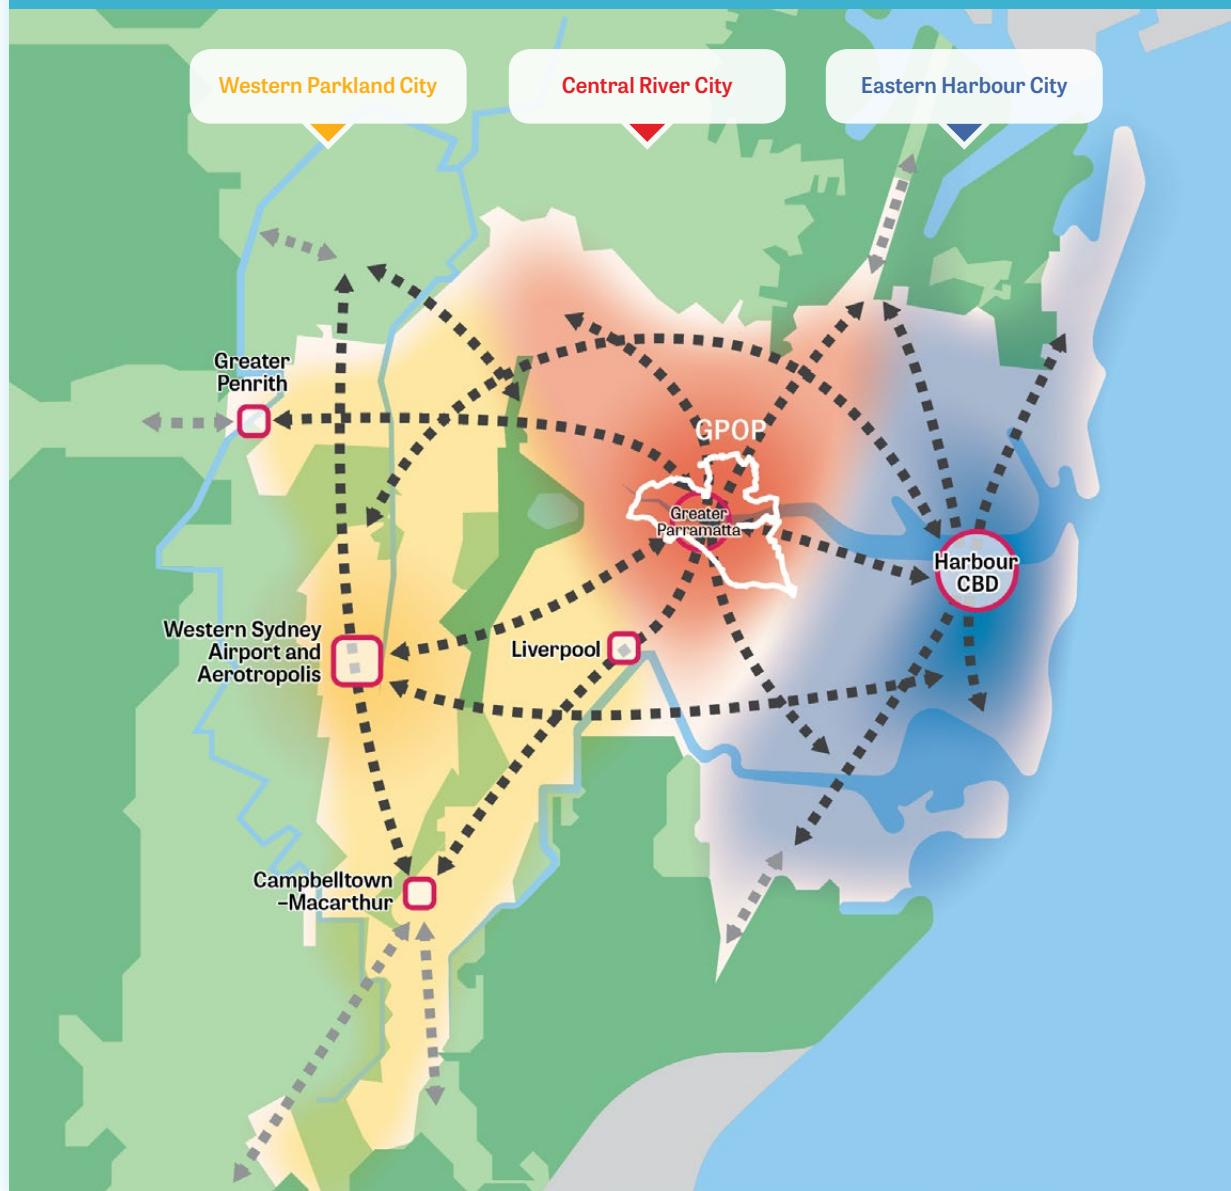 Western Parkland City
Central River City
Eastern Harbour City
Greater
Penrith
GPOP
Greater
Parramatta
Harbour
CBD
Western Sydney
Airport and
Aerotropolis
Liverpool
Campbelltown
–Macarthur